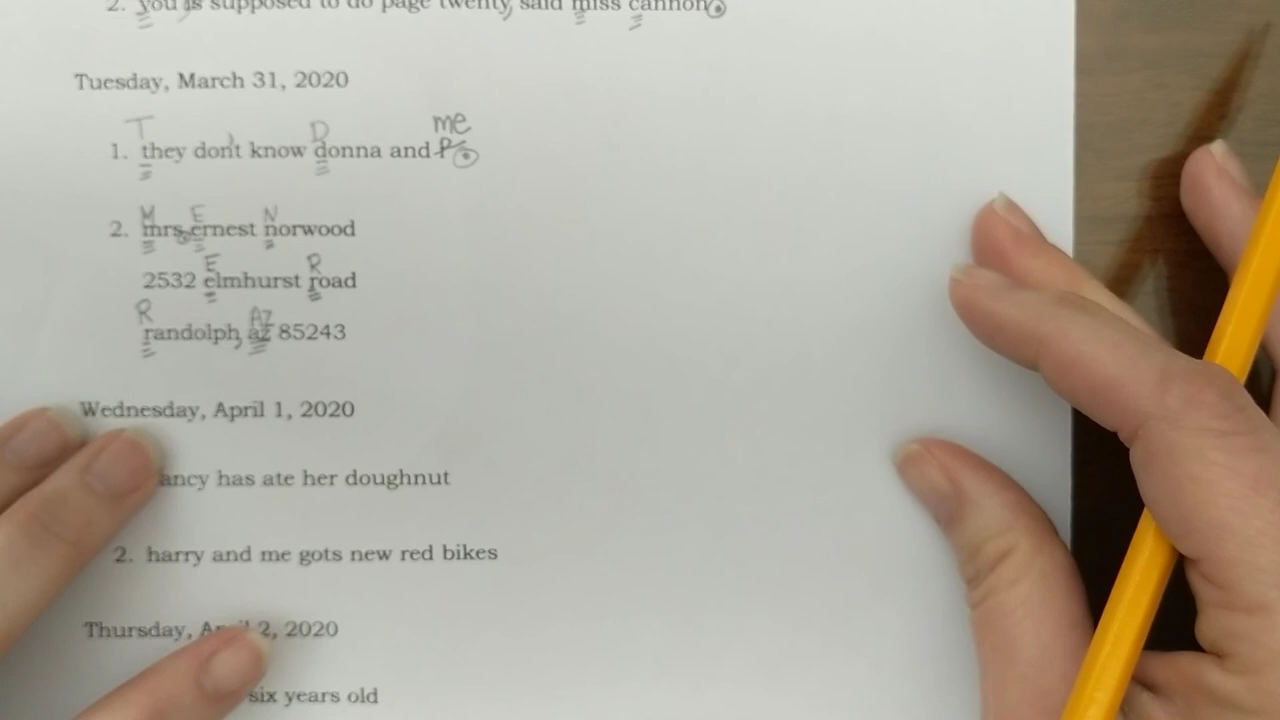 2. you is supposed to do page twenty, said miss cannon.
Tuesday, March 31, 2020
T D me
1. they don't know donna and
M E N
2. mrs. ernest norwood
E R
2532 elmhurst road
R AZ
randolph, az 85243
Wednesday, April 1, 2020
ancy has ate her doughnut
2. harry and me gots new red bikes
Thursday, 2, 2020
six years old